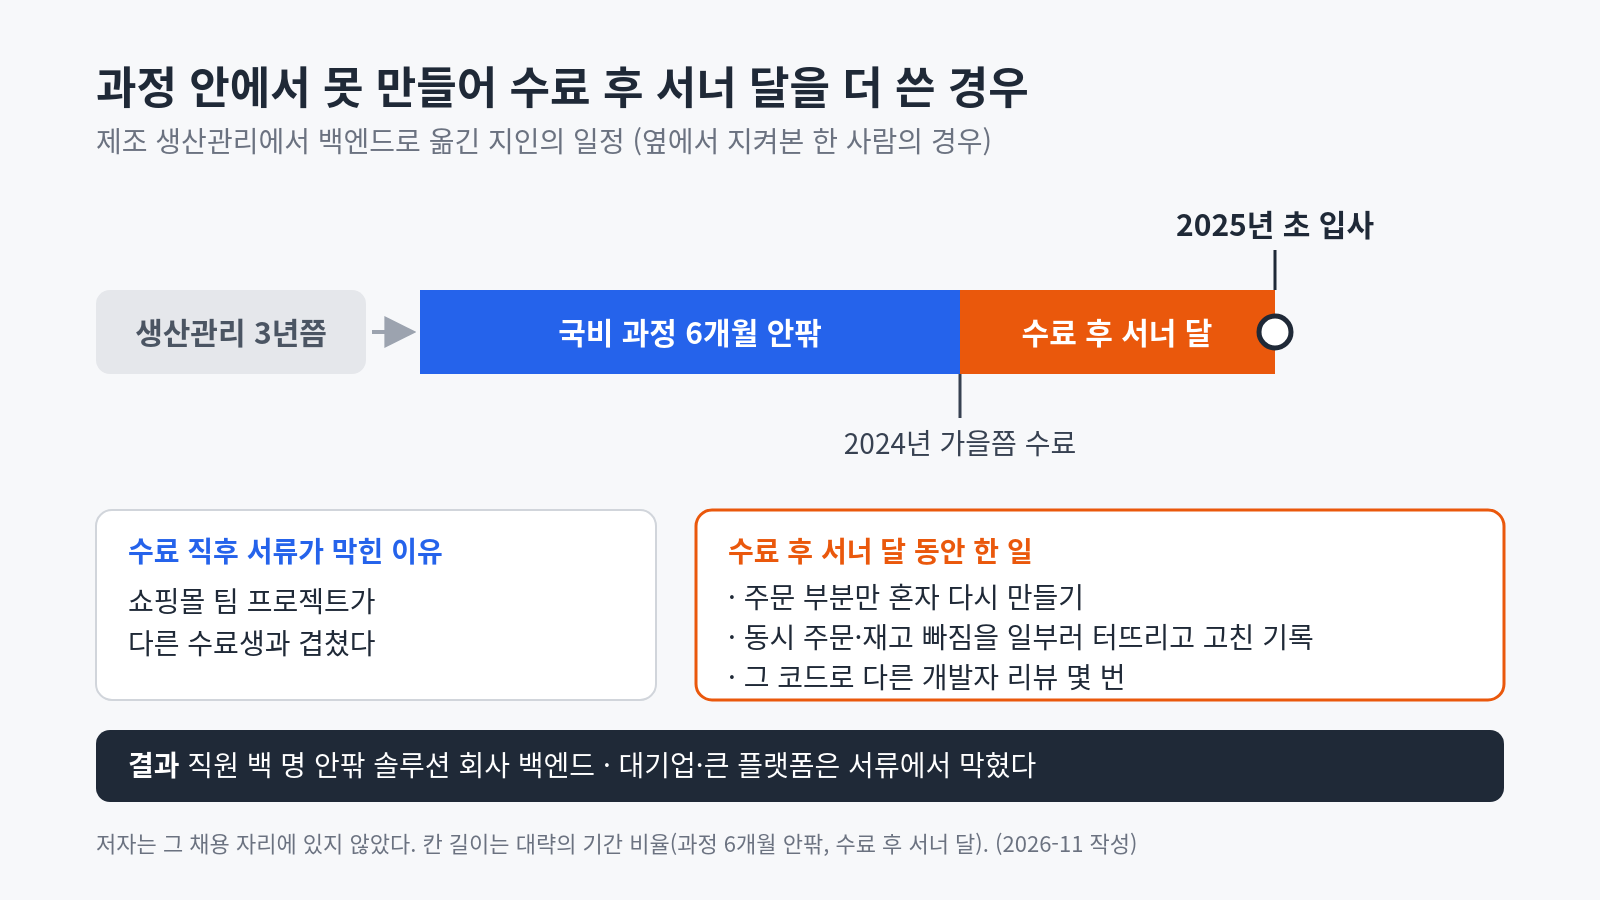 과정 안에서 못 만들어 수료 후 서너 달을 더 쓴 경우
제조 생산관리에서 백엔드로 옮긴 지인의 일정 (옆에서 지켜본 한 사람의 경우)
2025년 초 입사
생산관리 3년쯤
국비 과정 6개월 안팎
수료 후 서너 달
2024년 가을쯤 수료
수료 직후 서류가 막힌 이유
쇼핑몰 팀 프로젝트가
다른 수료생과 겹쳤다
수료 후 서너 달 동안 한 일
· 주문 부분만 혼자 다시 만들기
· 동시 주문·재고 빠짐을 일부러 터뜨리고 고친 기록
· 그 코드로 다른 개발자 리뷰 몇 번
결과 직원 백 명 안팎 솔루션 회사 백엔드 · 대기업·큰 플랫폼은 서류에서 막혔다
저자는 그 채용 자리에 있지 않았다. 칸 길이는 대략의 기간 비율(과정 6개월 안팎, 수료 후 서너 달). (2026-11 작성)